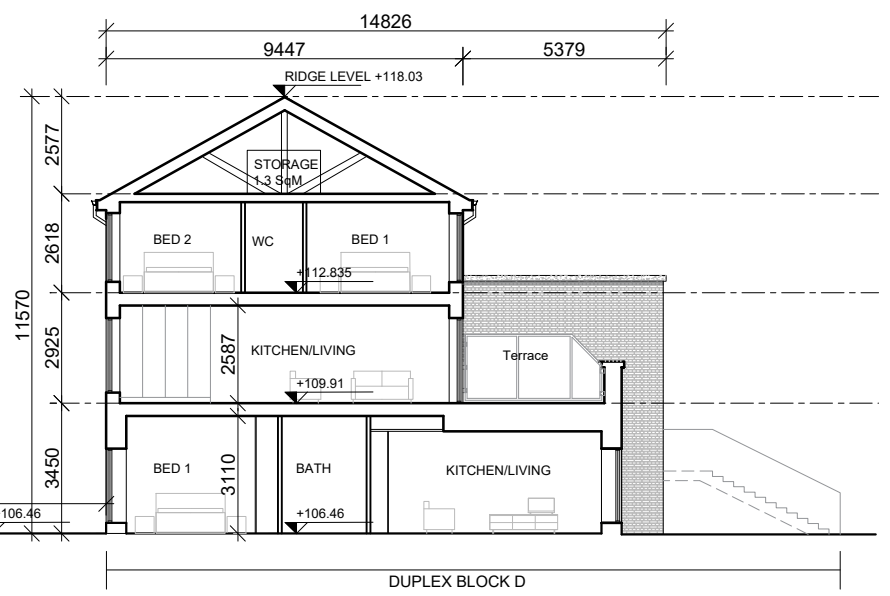 14826
9447
5379
RIDGE LEVEL +118.03
2577
STORAGE
1.3 SqM
2618
BED 2
WC
BED 1
+112.835
11570
2925
2587
KITCHEN/LIVING
Terrace
+109.91
3450
3110
BED 1
BATH
KITCHEN/LIVING
106.46
+106.46
DUPLEX BLOCK D